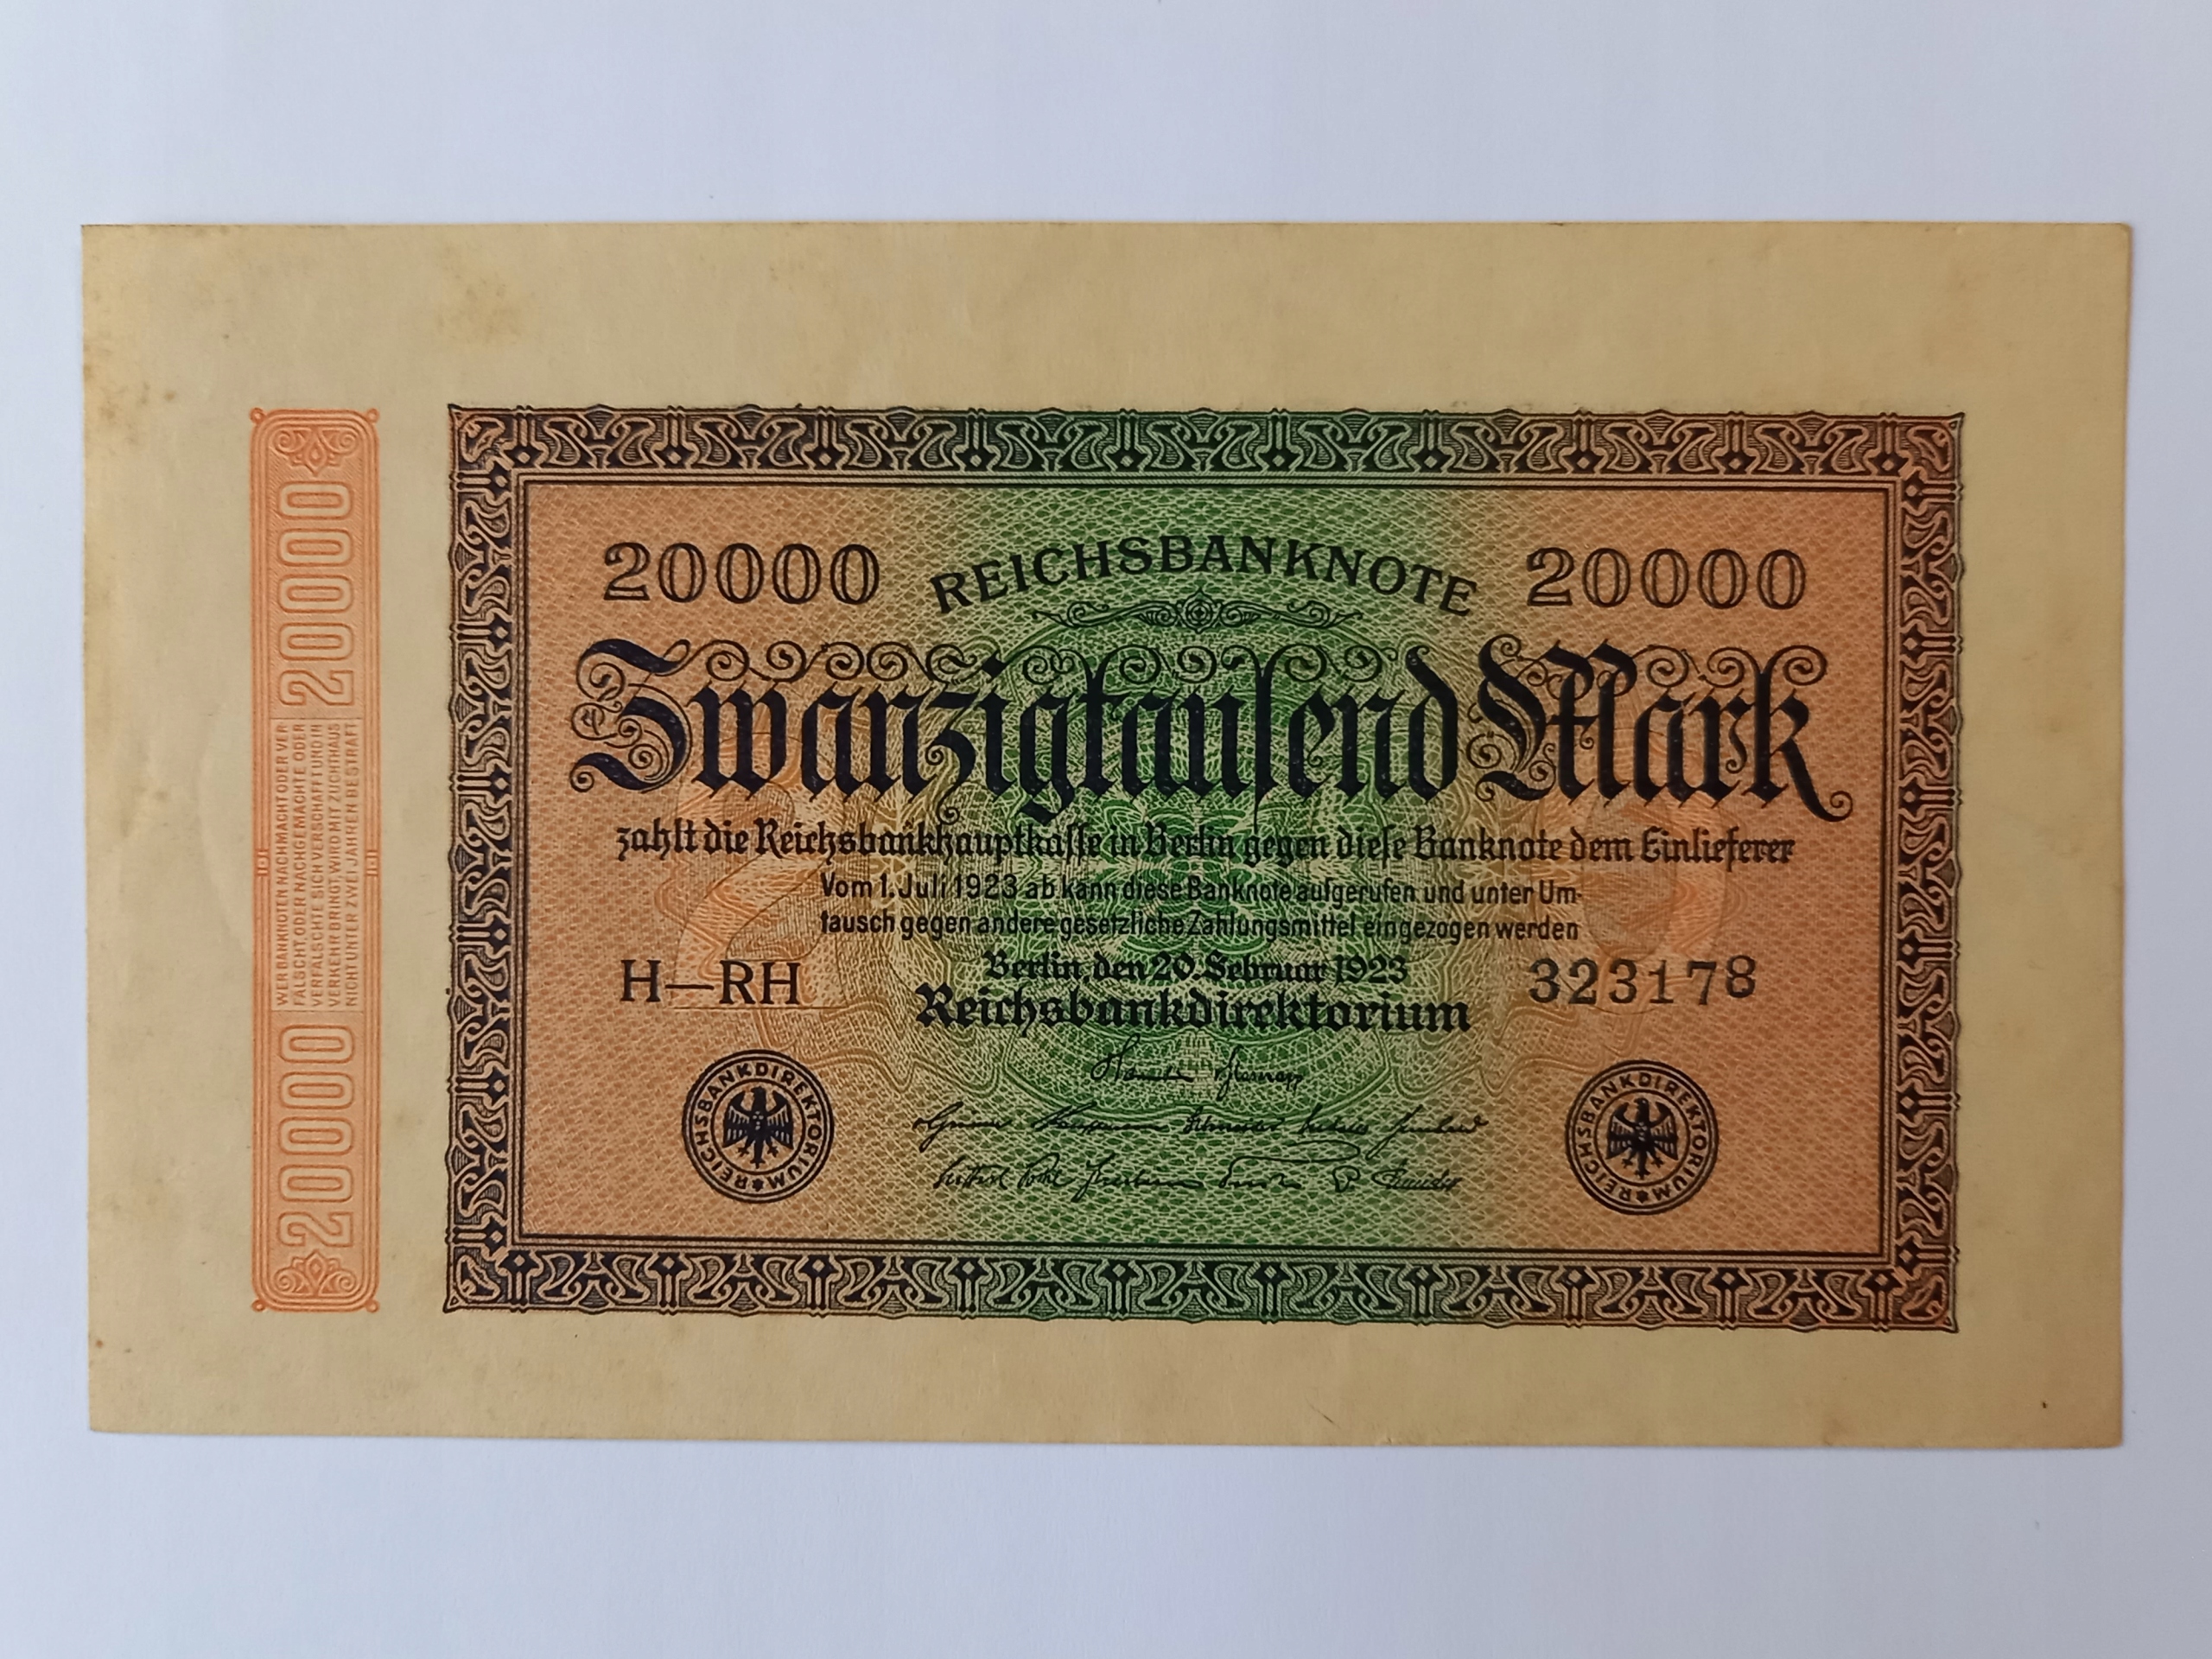 20000
WER BANKNOTEN NACHMACHT ODER VER
FÄLSCHT, ODER NACHGEMACHTE ODER
VERFÄLSCHTE SICH VERSCHAFFT UND IN
VERKEHR BRINGT, WIRD MIT ZUCHTHAUS
NICHT UNTER ZWEI JAHREN BESTRAFT
20000
20000 REICHSBANKNOTE 20000
Zwanzigtausend Mark
zahlt die Reichsbankhauptkasse in Berlin gegen diese Banknote dem Einlieferer
Vom 1. Juli 1923 ab kann diese Banknote aufgerufen und unter Um-
tausch gegen andere gesetzliche Zahlungsmittel eingezogen werden
Berlin, den 20. Februar 1923
H—RH Reichsbankdirektorium 323178
REICHSBANKDIREKTORIUM
REICHSBANKDIREKTORIUM